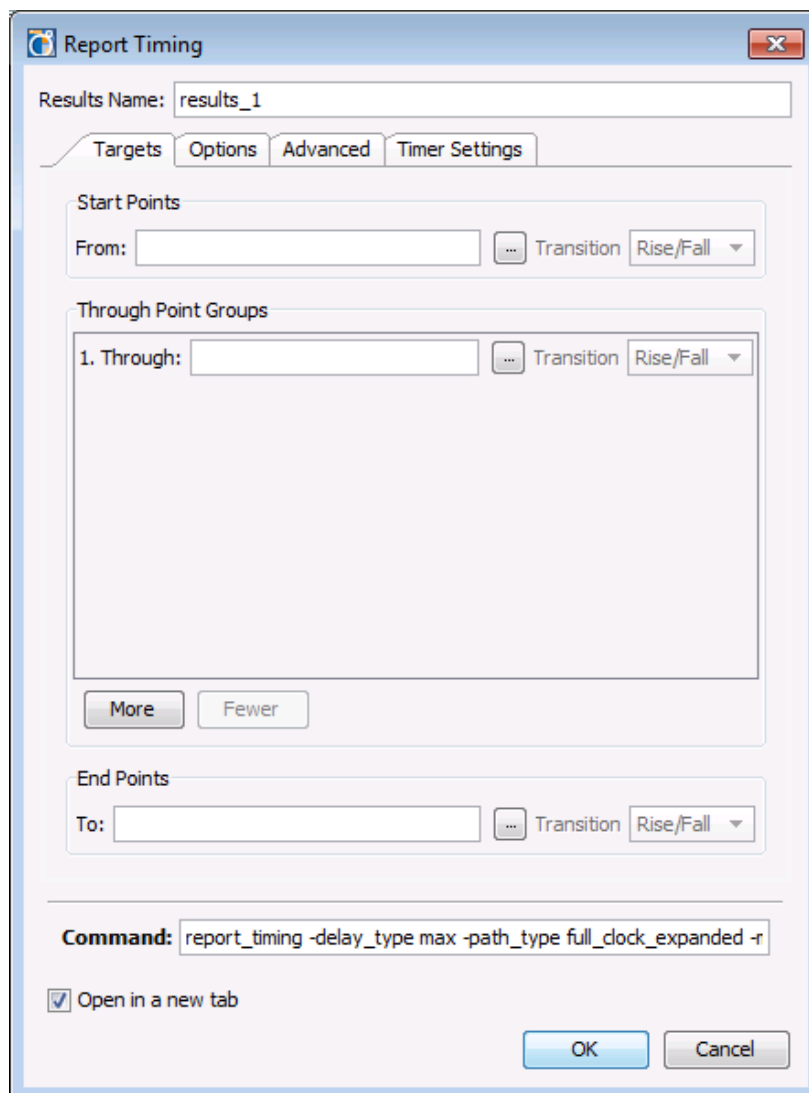 Report Timing
Results Name: results_1
Targets Options Advanced Timer Settings
Start Points
From: ... Transition Rise/Fall
Through Point Groups
1. Through: ... Transition Rise/Fall
More Fewer
End Points
To: ... Transition Rise/Fall
Command: report_timing -delay_type max -path_type full_clock_expanded
Open in a new tab
OK Cancel